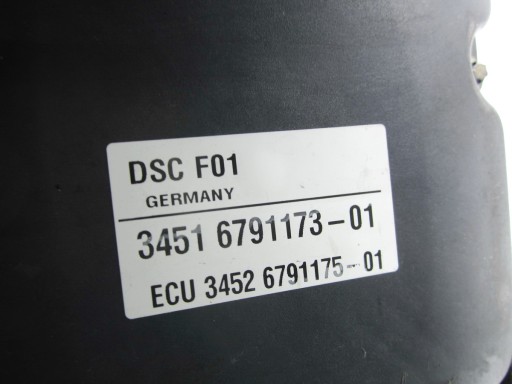 DSC F01
GERMANY
3451 6791173-01
ECU 3452 6791175-01